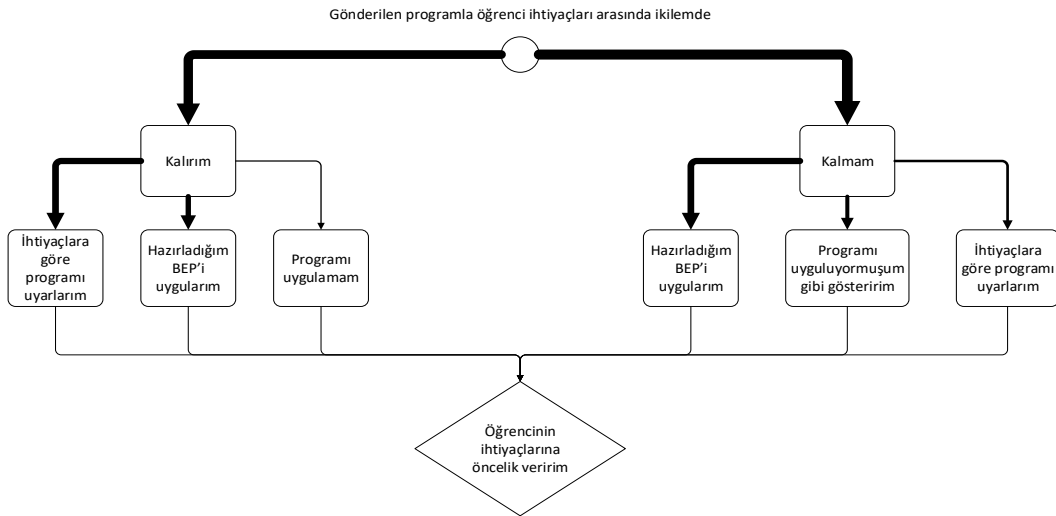 Gönderilen programla öğrenci ihtiyaçları arasında ikilemde
Kalırım
Kalmam
İhtiyaçlara
göre
programı
uyarlarım
Hazırladığım
BEP’i
uygularım
Programı
uygulamam
Hazırladığım
BEP’i
uygularım
Programı
uyguluyormuşum
gibi gösteririm
İhtiyaçlara
göre programı
uyarlarım
Öğrencinin
ihtiyaçlarına
öncelik veririm